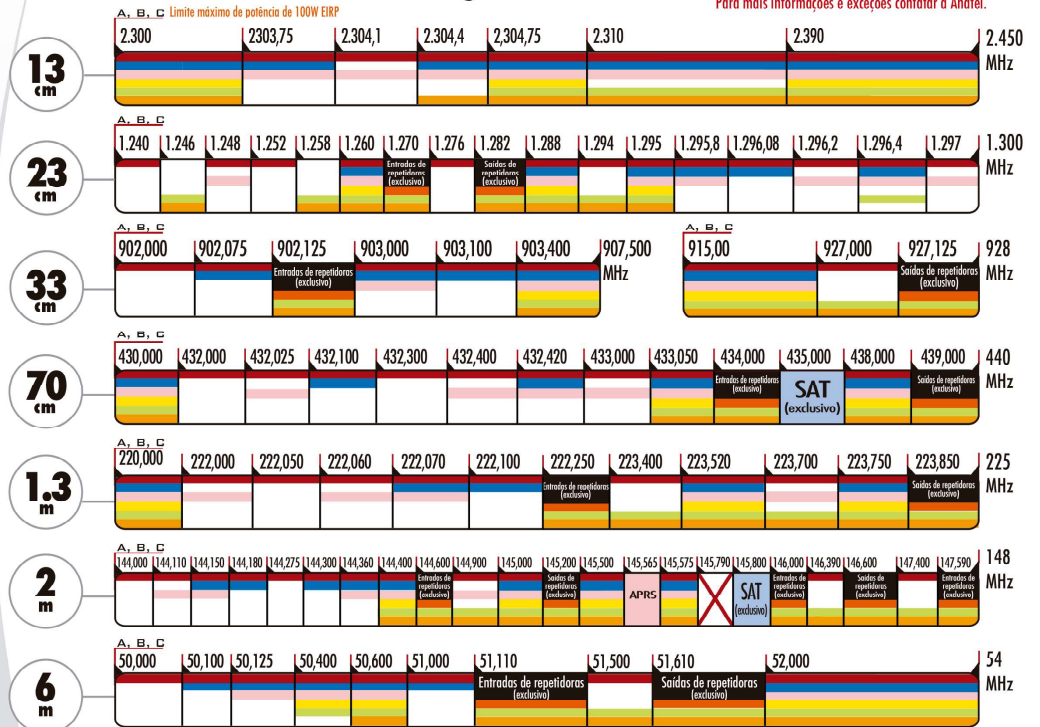 Para mais informações e exceções contatar a Anatel.
A, B, C Limite máximo de potência de 100W EIRP
2.300 2303,75 2.304,1 2.304,4 2,304,75 2.310 2.390 2.450
MHz
13
cm
A, B, C
1.240 1.246 1.248 1.252 1.258 1.260 1.270 1.276 1.282 1.288 1.294 1.295 1.295,8 1.296,08 1.296,2 1.296,4 1.297 1.300
MHz
Entradas de
repetidoras
(exclusivo)
Saídas de
repetidoras
(exclusivo)
23
cm
A, B, C
902,000 902,075 902,125 903,000 903,100 903,400 907,500
MHz
Entradas de repetidoras
(exclusivo)
A, B, C
915,00 927,000 927,125 928
MHz
Saídas de repetidoras
(exclusivo)
33
cm
A, B, C
430,000 432,000 432,025 432,100 432,300 432,400 432,420 433,000 433,050 434,000 435,000 438,000 439,000 440
MHz
Entradas de repetidoras
(exclusivo)
SAT
(exclusivo)
Saídas de repetidoras
(exclusivo)
70
cm
A, B, C
220,000 222,000 222,050 222,060 222,070 222,100 222,250 223,400 223,520 223,700 223,750 223,850 225
MHz
Entradas de repetidoras
(exclusivo)
Saídas de repetidoras
(exclusivo)
1.3
m
A, B, C
144,000 144,110 144,150 144,180 144,275 144,300 144,360 144,400 144,600 144,900 145,000 145,200 145,500 145,565 145,575 145,790 145,800 146,000 146,390 146,600 147,400 147,590 148
MHz
Entradas de
repetidoras
(exclusivo)
Saídas de
repetidoras
(exclusivo)
APRS
SAT
(exclusivo)
Entradas de
repetidoras
(exclusivo)
Saídas de
repetidoras
(exclusivo)
Entradas de
repetidoras
(exclusivo)
2
m
A, B, C
50,000 50,100 50,125 50,400 50,600 51,000 51,110 51,500 51,610 52,000 54
MHz
Entradas de repetidoras
(exclusivo)
Saídas de repetidoras
(exclusivo)
6
m